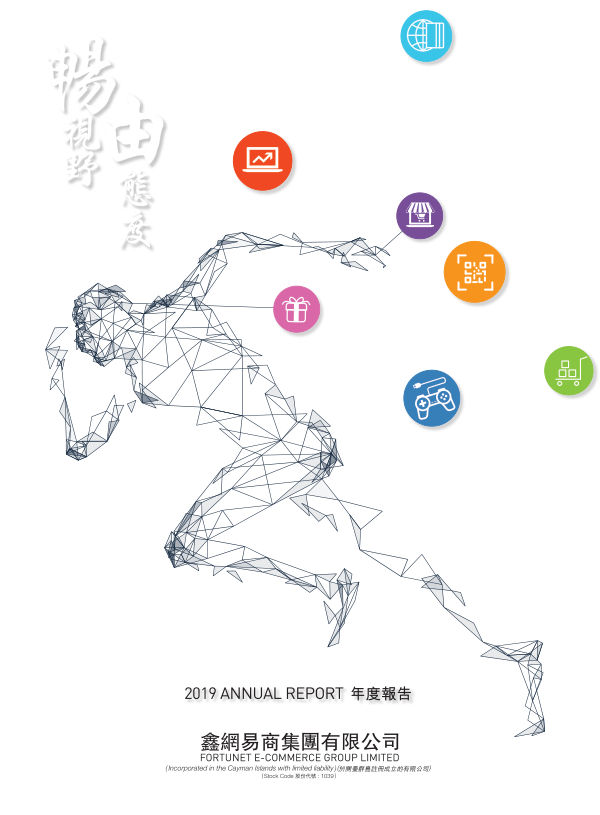 暢
視
野
由
態
度
2019 ANNUAL REPORT 年度報告
鑫網易商集團有限公司
FORTUNET E-COMMERCE GROUP LIMITED
(Incorporated in the Cayman Islands with limited liability) (於開曼群島註冊成立的有限公司)
(Stock Code 股份代號 : 1039)